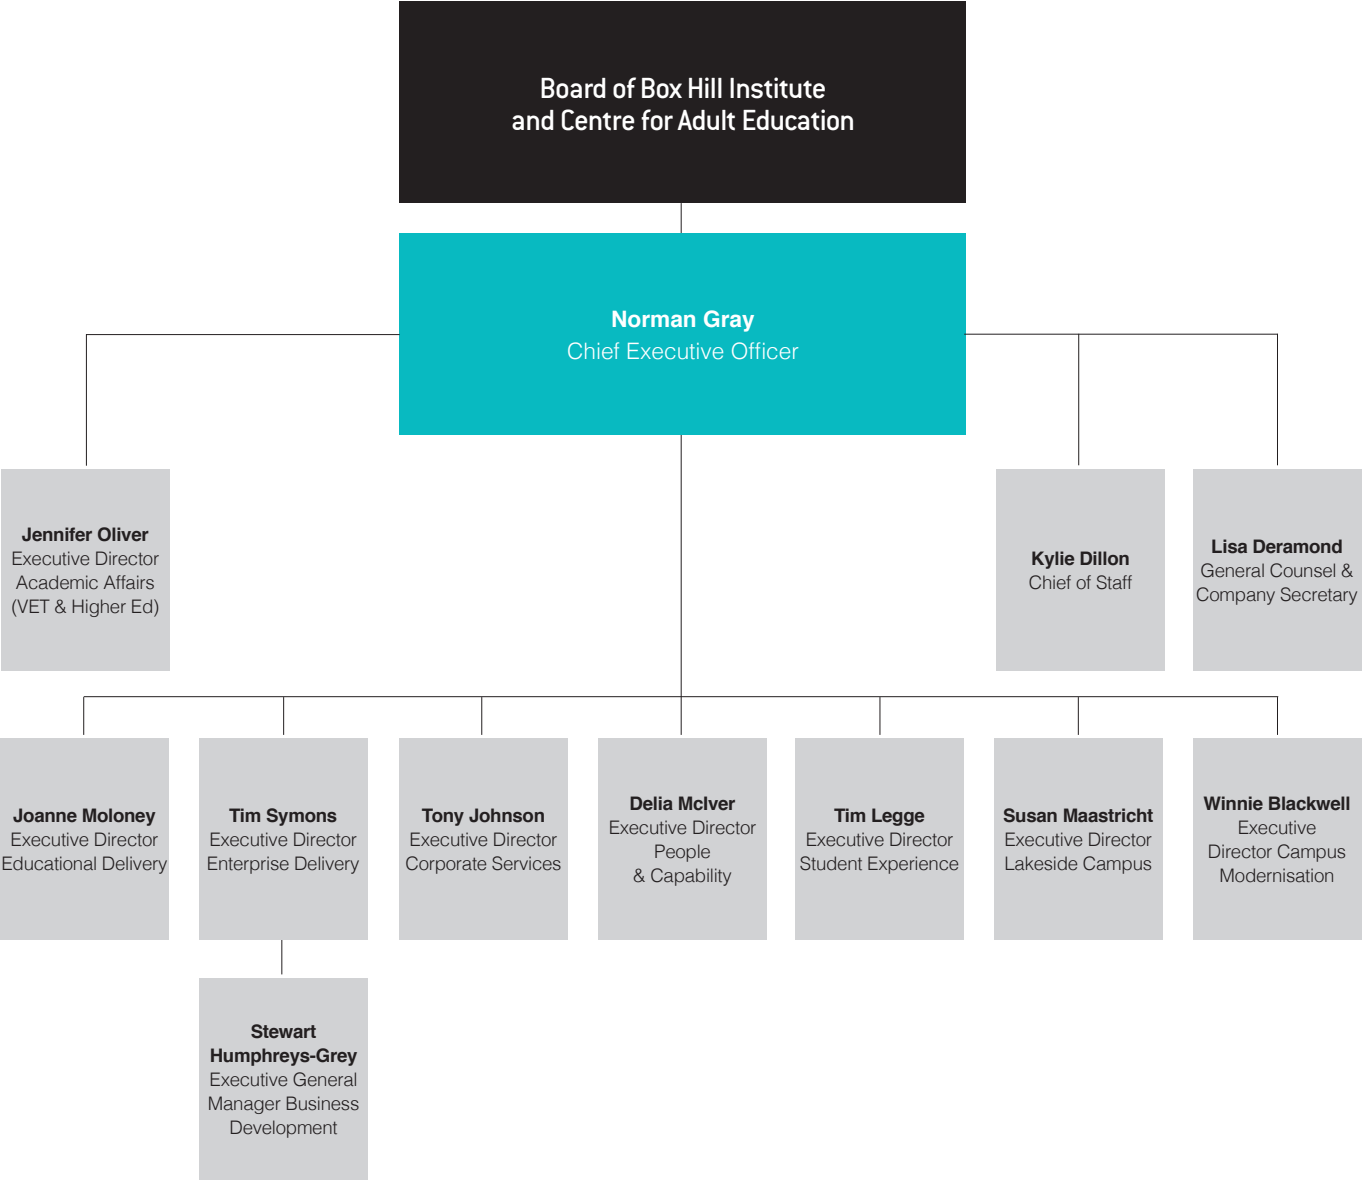 Board of Box Hill Institute
and Centre for Adult Education
Norman Gray
Chief Executive Officer
Jennifer Oliver
Executive Director
Academic Affairs
(VET & Higher Ed)
Kylie Dillon
Chief of Staff
Lisa Deramond
General Counsel &
Company Secretary
Joanne Moloney
Executive Director
Educational Delivery
Tim Symons
Executive Director
Enterprise Delivery
Tony Johnson
Executive Director
Corporate Services
Delia McIver
Executive Director
People
& Capability
Tim Legge
Executive Director
Student Experience
Susan Maastricht
Executive Director
Lakeside Campus
Winnie Blackwell
Executive
Director Campus
Modernisation
Stewart
Humphreys-Grey
Executive General
Manager Business
Development